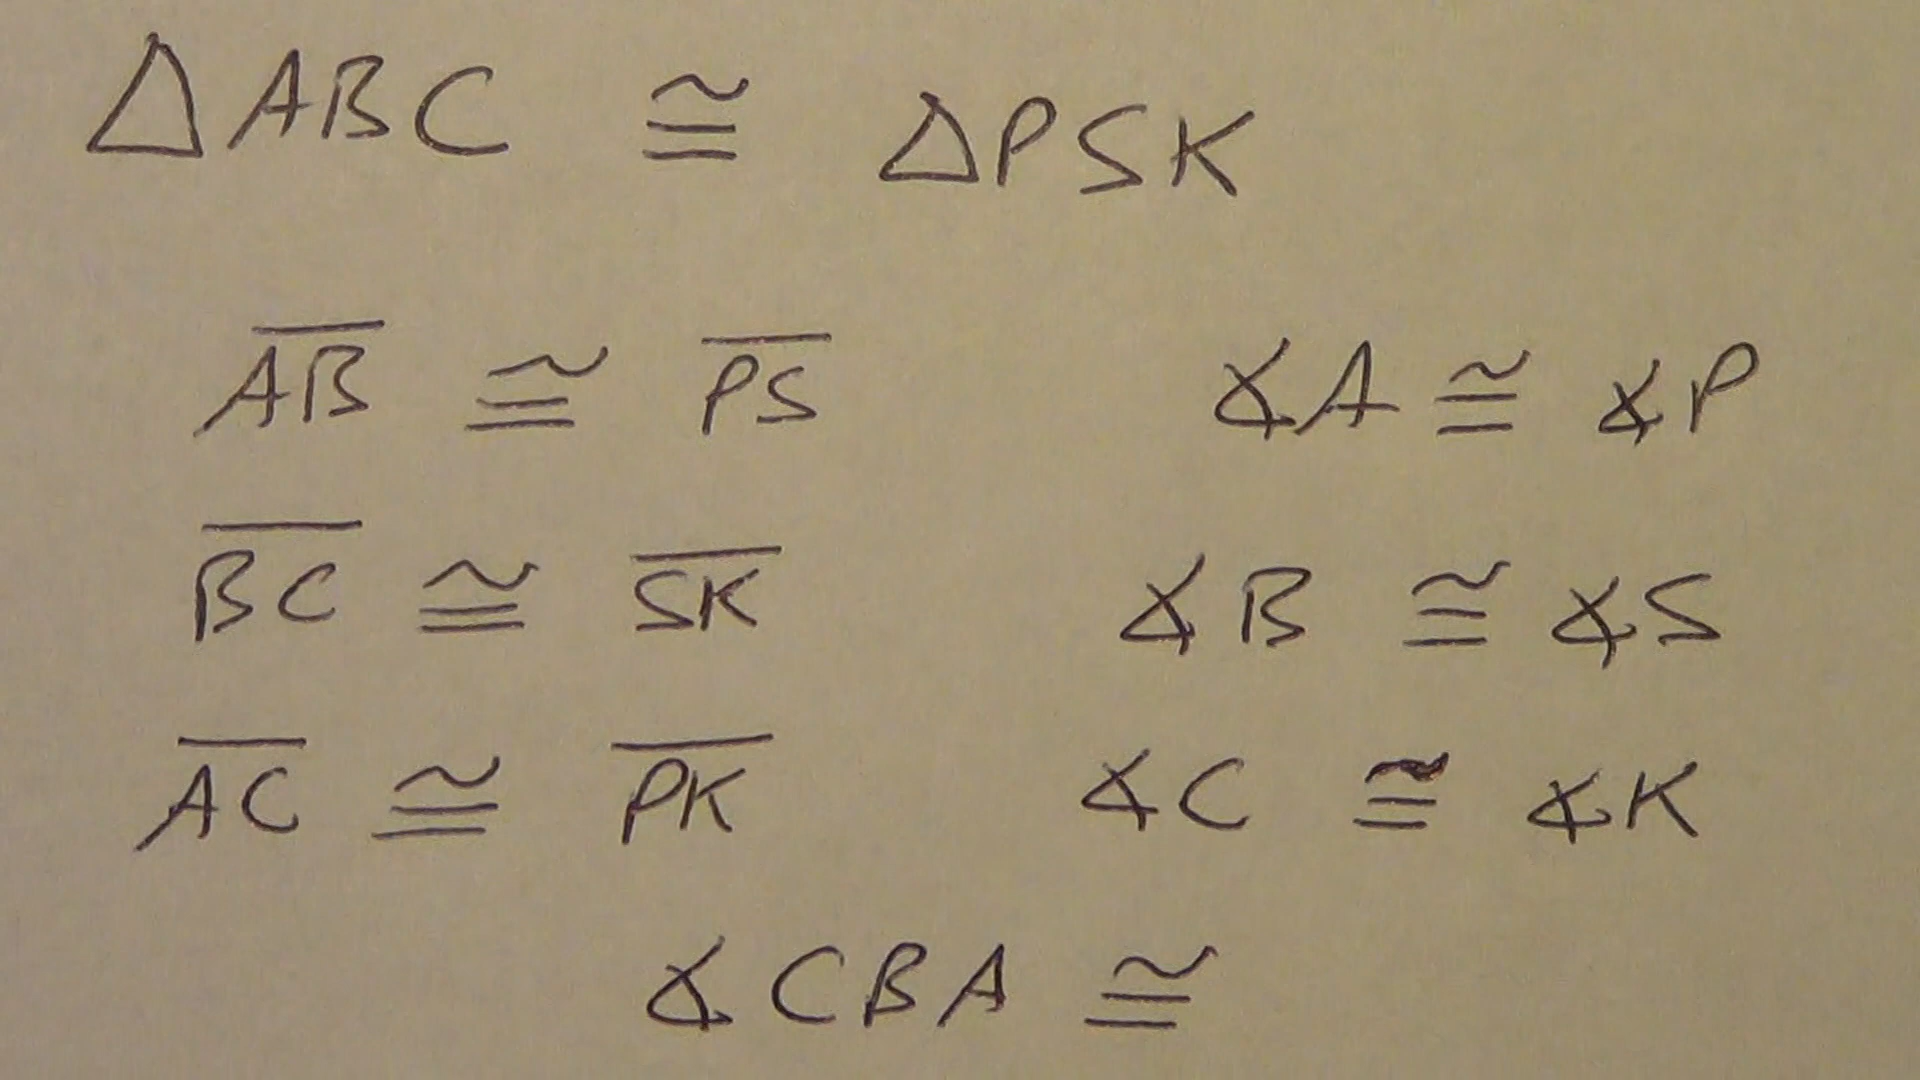 △ABC ≅ △PSK
A̅B̅ ≅ P̅S̅ ∡A ≅ ∡P
B̅C̅ ≅ S̅K̅ ∡B ≅ ∡S
A̅C̅ ≅ P̅K̅ ∡C ≅ ∡K
∡CBA ≅